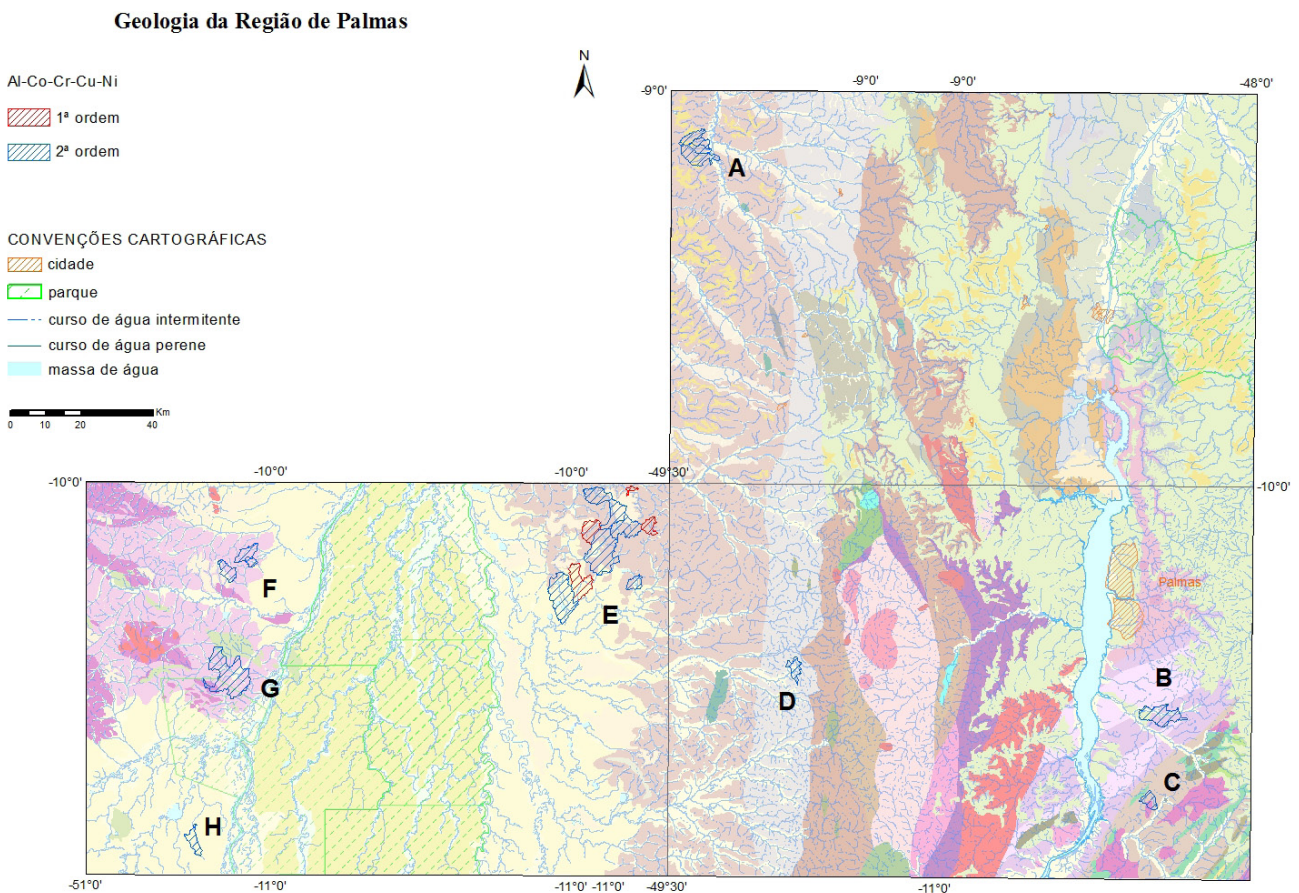 Geologia da Região de Palmas
Al-Co-Cr-Cu-Ni
1ª ordem
2ª ordem
CONVENÇÕES CARTOGRÁFICAS
cidade
parque
curso de água intermitente
curso de água perene
massa de água
Km
0 10 20 40
N
-9°0' -9°0' -9°0' -48°0'
A
-10°0' -10°0' -10°0' -49°30' -10°0'
F
E
Palmas
G
D
B
C
H
-51°0' -11°0' -11°0' -11°0' -49°30' -11°0'